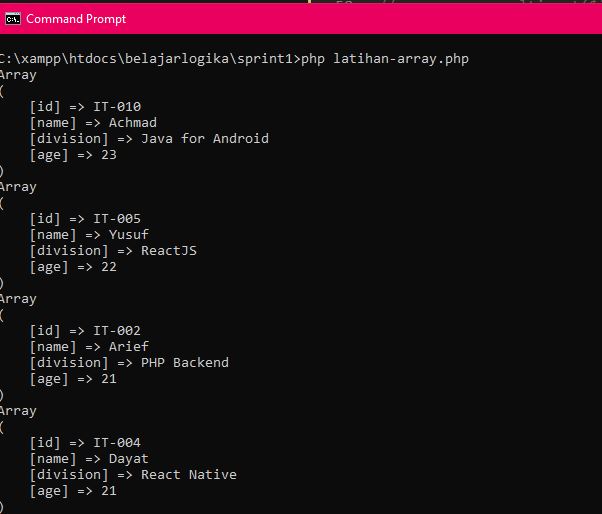 Command Prompt
C:\xampp\htdocs\belajarlogika\sprint1>php latihan-array.php
Array
(
    [id] => IT-010
    [name] => Achmad
    [division] => Java for Android
    [age] => 23
)
Array
(
    [id] => IT-005
    [name] => Yusuf
    [division] => ReactJS
    [age] => 22
)
Array
(
    [id] => IT-002
    [name] => Arief
    [division] => PHP Backend
    [age] => 21
)
Array
(
    [id] => IT-004
    [name] => Dayat
    [division] => React Native
    [age] => 21
)